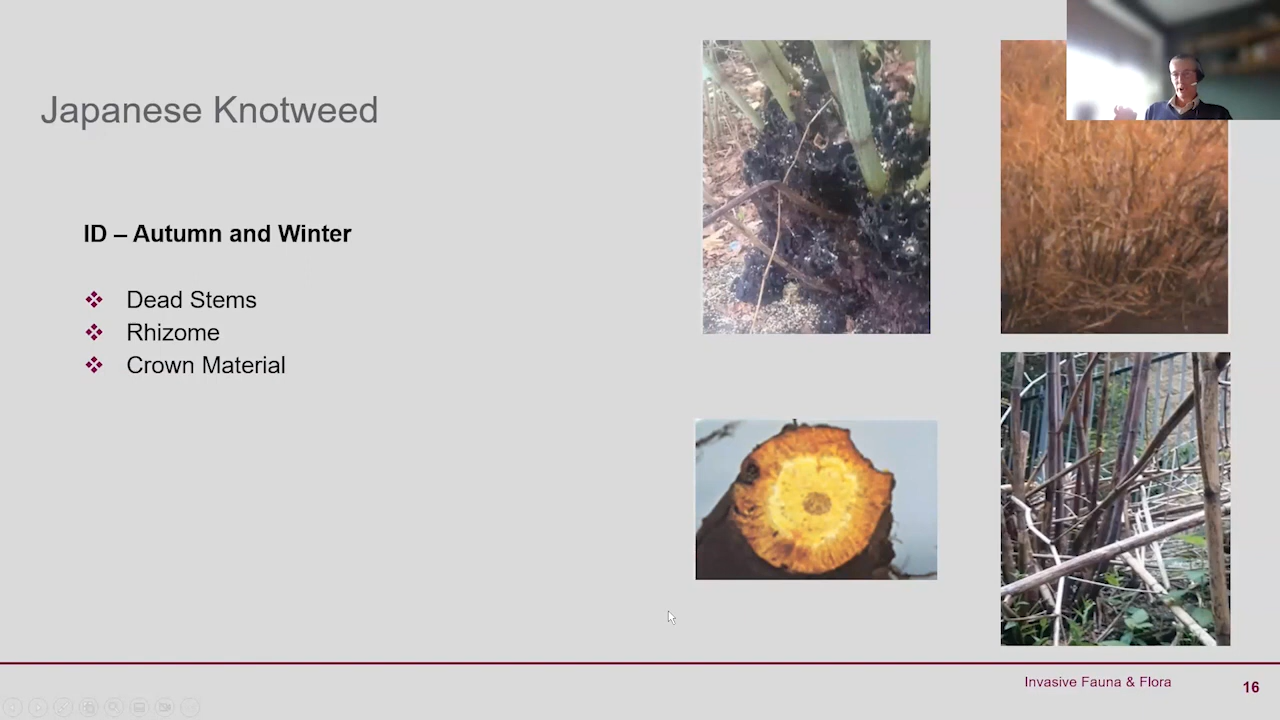 Japanese Knotweed
ID – Autumn and Winter
Dead Stems
Rhizome
Crown Material
Invasive Fauna & Flora
16